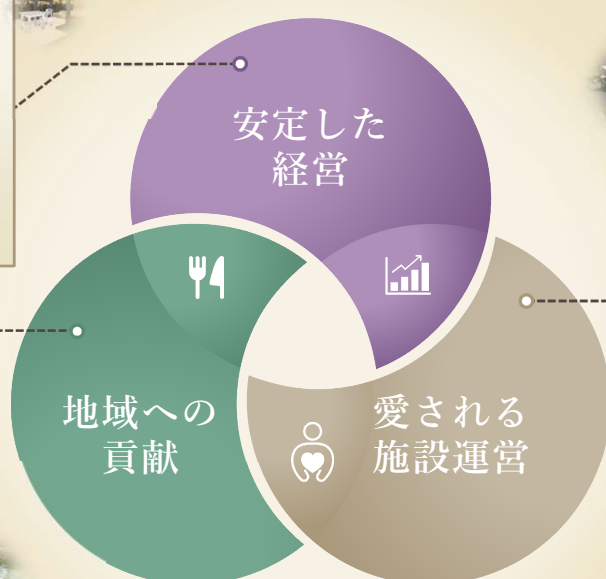 安定した
経営
地域への
貢献
愛される
施設運営